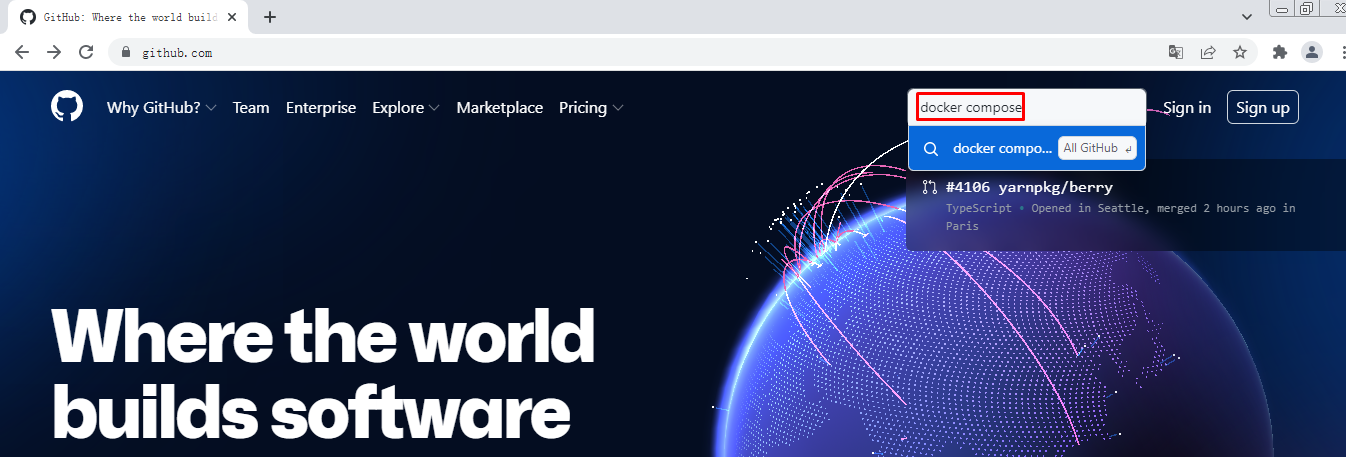 GitHub: Where the world build
github.com
Why GitHub? Team Enterprise Explore Marketplace Pricing
docker compose
Sign in Sign up
docker compo... All GitHub
#4106 yarnpkg/berry
TypeScript • Opened in Seattle, merged 2 hours ago in
Paris
Where the world
builds software